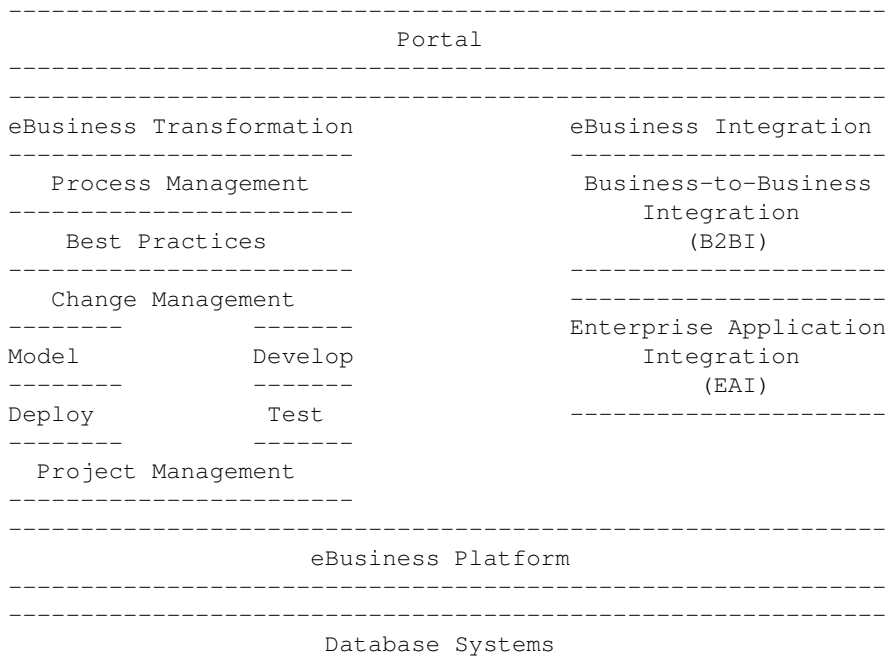 Portal
eBusiness Transformation
Process Management
Best Practices
Change Management
Model Develop
Deploy Test
Project Management
eBusiness Integration
Business-to-Business
Integration
(B2BI)
Enterprise Application
Integration
(EAI)
eBusiness Platform
Database Systems